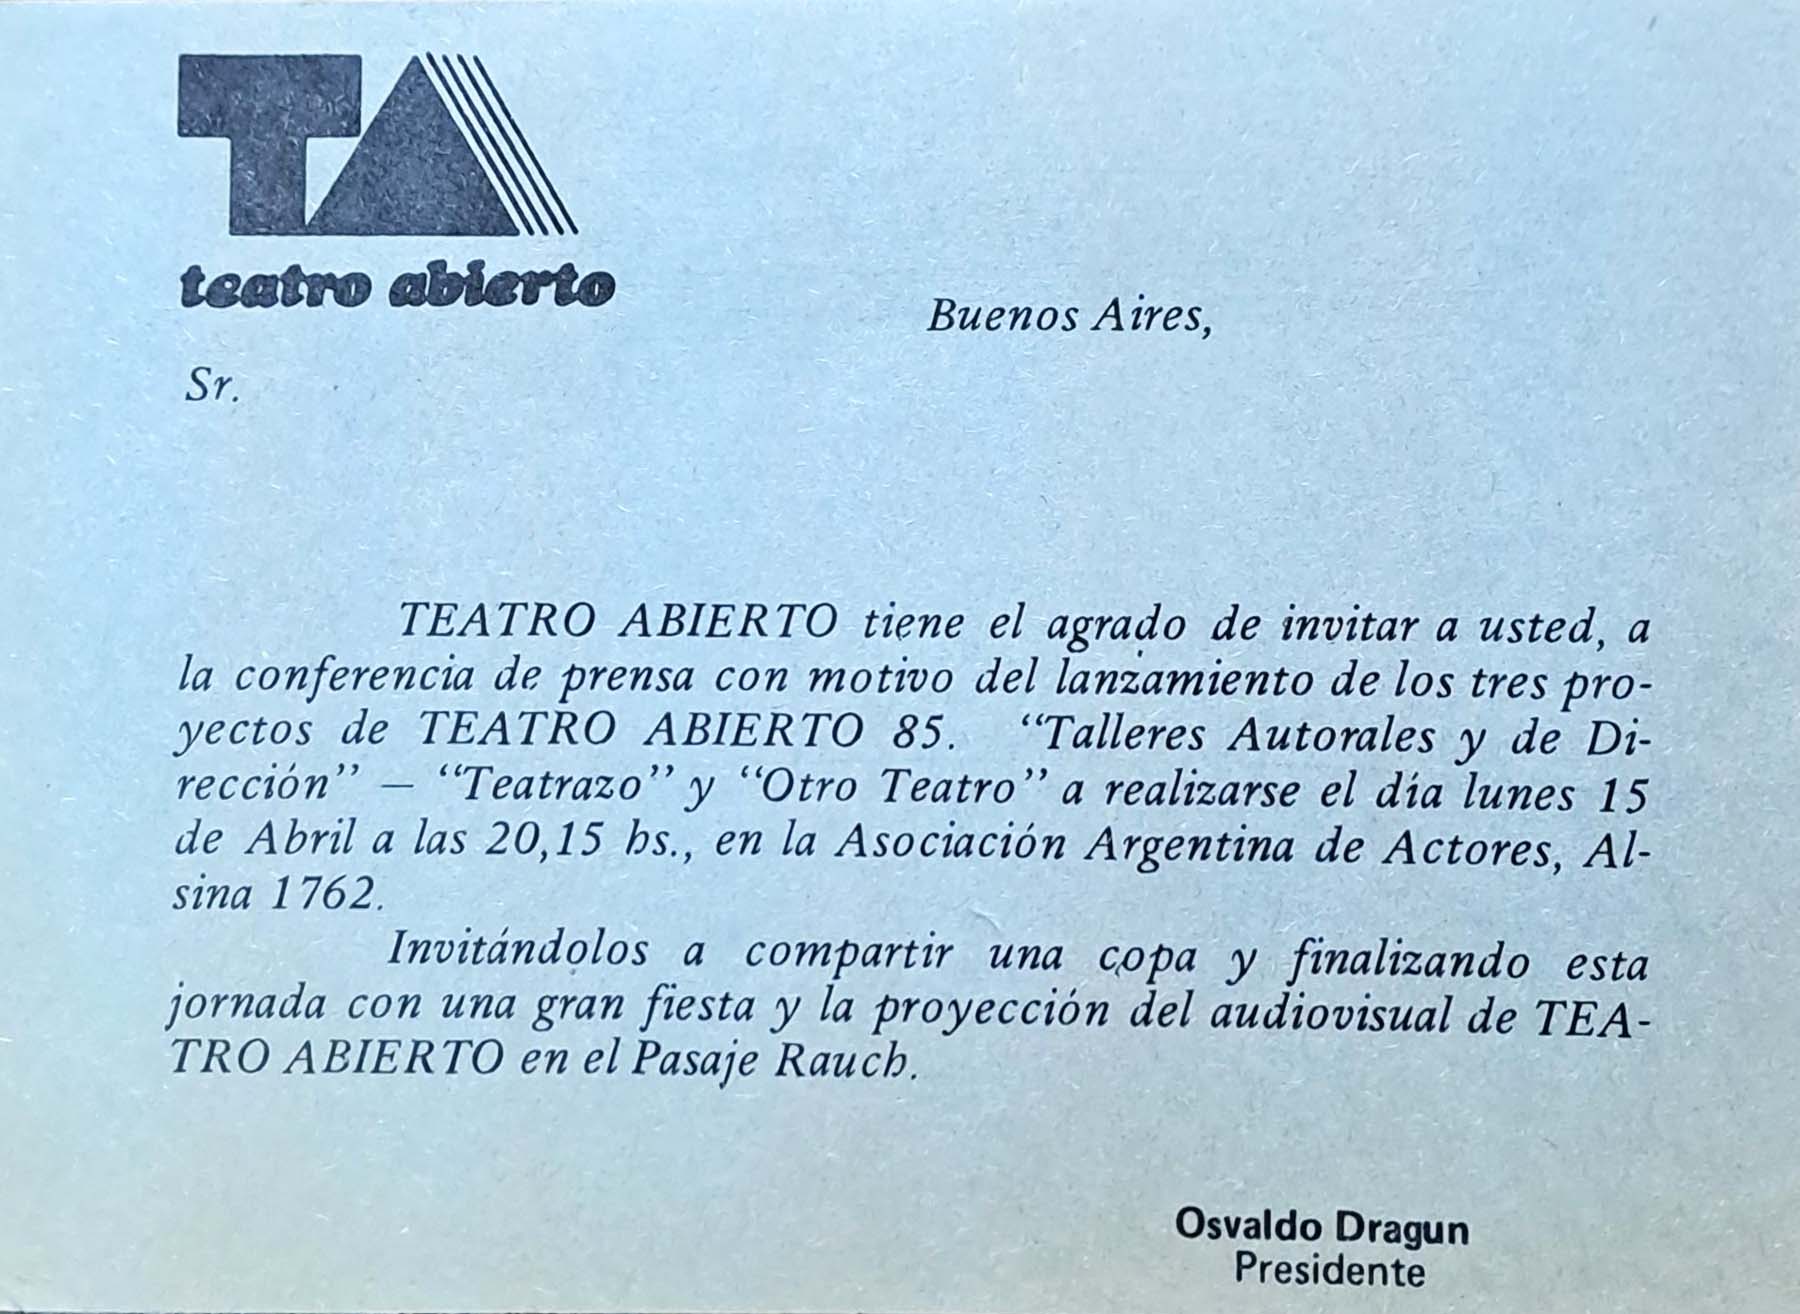 TA
teatro abierto
Buenos Aires,
Sr.
TEATRO ABIERTO tiene el agrado de invitar a usted, a
la conferencia de prensa con motivo del lanzamiento de los tres pro-
yectos de TEATRO ABIERTO 85. “Talleres Autorales y de Di-
rección” — “Teatrazo” y “Otro Teatro” a realizarse el día lunes 15
de Abril a las 20,15 hs., en la Asociación Argentina de Actores, Al-
sina 1762.
Invitándolos a compartir una copa y finalizando esta
jornada con una gran fiesta y la proyección del audiovisual de TEA-
TRO ABIERTO en el Pasaje Rauch.
Osvaldo Dragun
Presidente